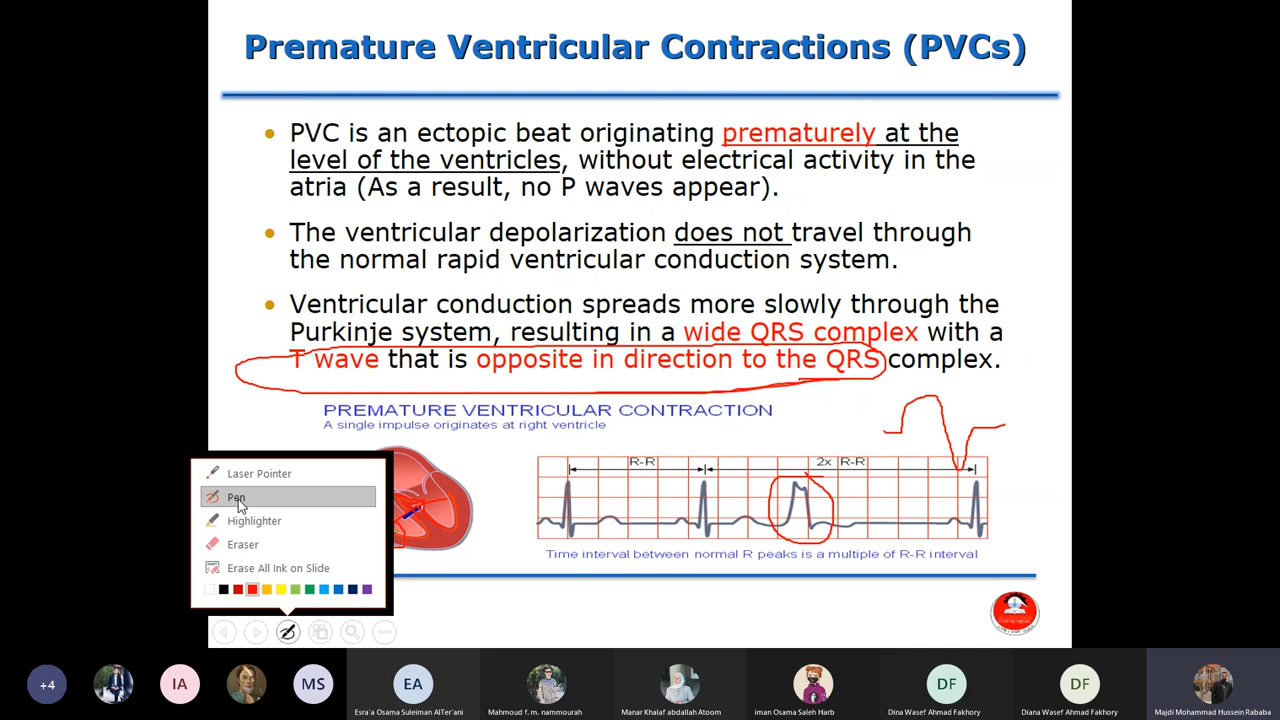 Premature Ventricular Contractions (PVCs)
• PVC is an ectopic beat originating prematurely at the
level of the ventricles, without electrical activity in the
atria (As a result, no P waves appear).
• The ventricular depolarization does not travel through
the normal rapid ventricular conduction system.
• Ventricular conduction spreads more slowly through the
Purkinje system, resulting in a wide QRS complex with a
T wave that is opposite in direction to the QRS complex.
PREMATURE VENTRICULAR CONTRACTION
A single impulse originates at right ventricle
R-R
2x R-R
Time interval between normal R peaks is a multiple of R-R interval
Laser Pointer
Pen
Highlighter
Eraser
Erase All Ink on Slide
+4
IA
MS
EA
DF
DF
Esra'a Osama Suleiman AlTer'ani
Mahmoud f. m. nammourah
Manar Khalaf abdallah Atoom
iman Osama Saleh Harb
Dina Wasef Ahmad Fakhory
Diana Wasef Ahmad Fakhory
Majdi Mohammad Hussein Rababa